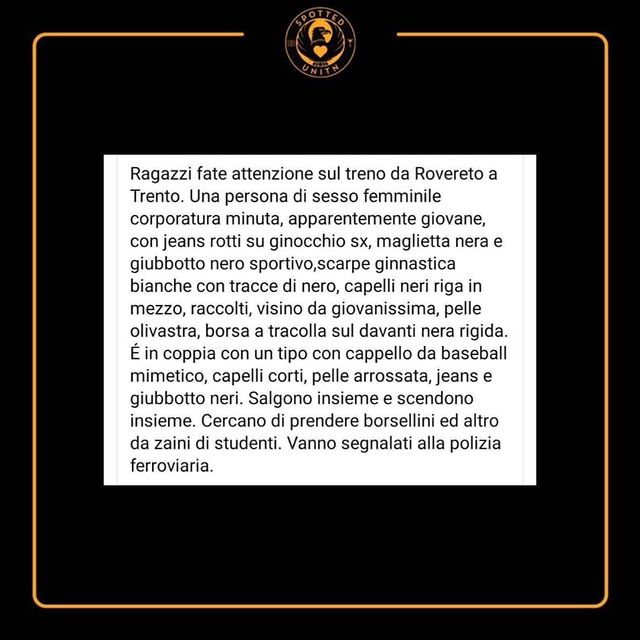 SPOTTED
UNITN
Ragazzi fate attenzione sul treno da Rovereto a
Trento. Una persona di sesso femminile
corporatura minuta, apparentemente giovane,
con jeans rotti su ginocchio sx, maglietta nera e
giubbotto nero sportivo,scarpe ginnastica
bianche con tracce di nero, capelli neri riga in
mezzo, raccolti, visino da giovanissima, pelle
olivastra, borsa a tracolla sul davanti nera rigida.
É in coppia con un tipo con cappello da baseball
mimetico, capelli corti, pelle arrossata, jeans e
giubbotto neri. Salgono insieme e scendono
insieme. Cercano di prendere borsellini ed altro
da zaini di studenti. Vanno segnalati alla polizia
ferroviaria.